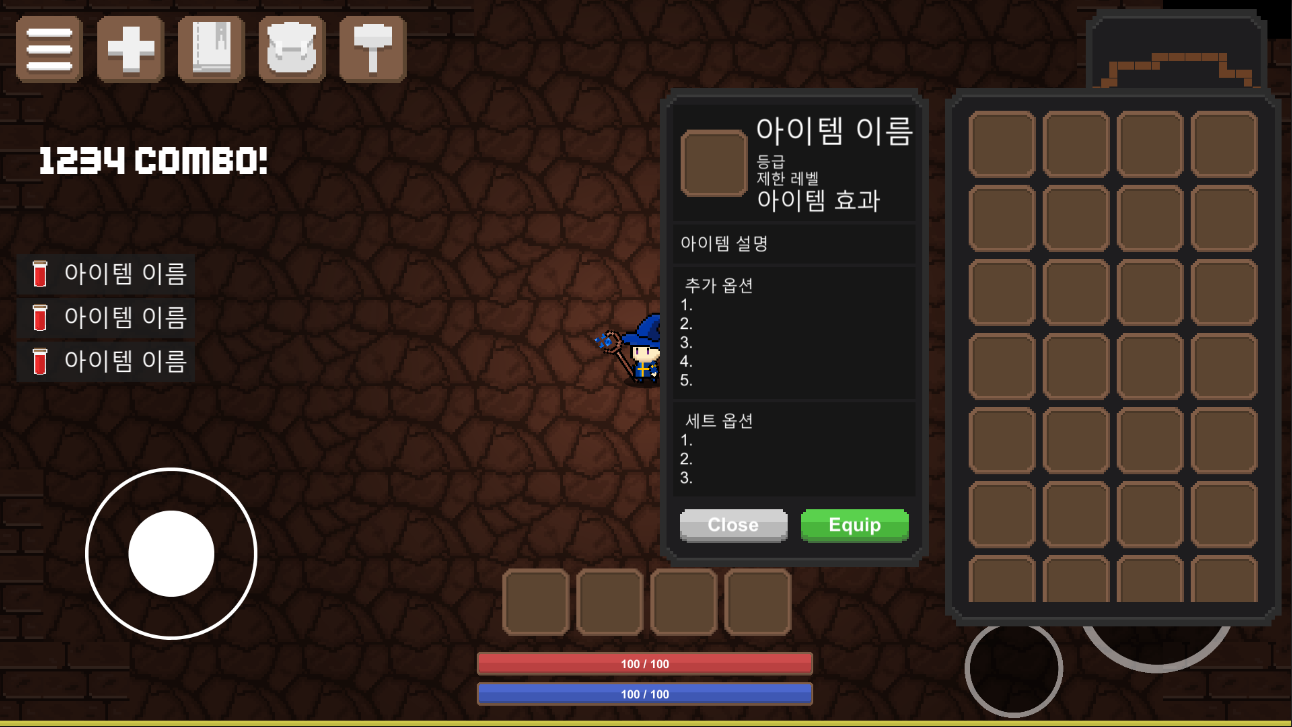 1234 COMBO!
아이템 이름
아이템 이름
아이템 이름
아이템 이름
등급
제한 레벨
아이템 효과
아이템 설명
추가 옵션
1.
2.
3.
4.
5.
세트 옵션
1.
2.
3.
Close
Equip
100 / 100
100 / 100